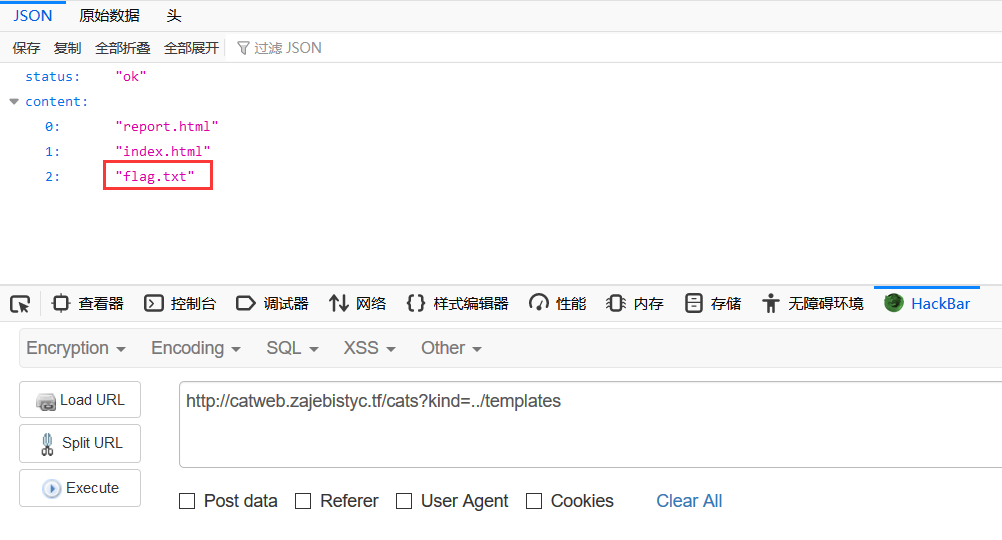 JSON 原始数据 头
保存 复制 全部折叠 全部展开 过滤 JSON
status: "ok"
content:
0: "report.html"
1: "index.html"
2: "flag.txt"
查看器 控制台 调试器 网络 样式编辑器 性能 内存 存储 无障碍环境 HackBar
Encryption Encoding SQL XSS Other
Load URL http://catweb.zajebistyc.tf/cats?kind=../templates
Split URL
Execute
Post data Referer User Agent Cookies Clear All